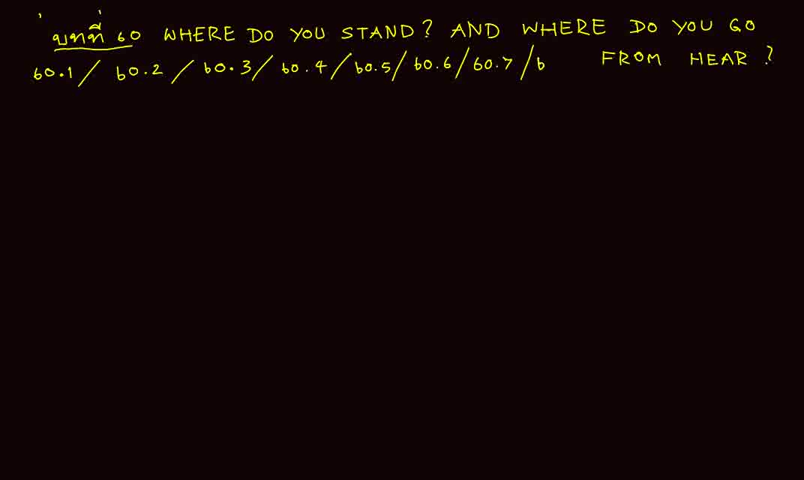 บทที่ 60 WHERE DO YOU STAND? AND WHERE DO YOU GO
60.1 / 60.2 / 60.3 / 60.4 / 60.5 / 60.6 / 60.7 / 6 FROM HEAR ?